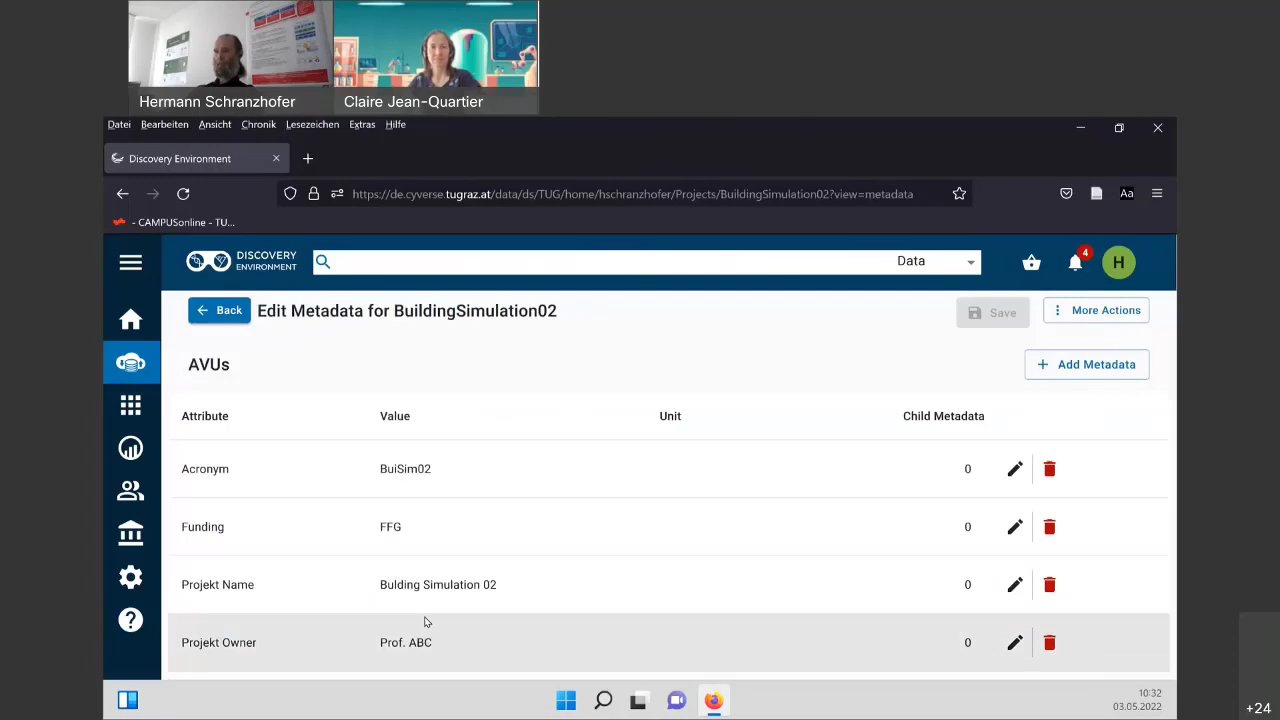 Hermann Schranzhofer
Claire Jean-Quartier
Datei Bearbeiten Ansicht Chronik Lesezeichen Extras Hilfe
Discovery Environment
https://de.cyverse.tugraz.at/data/ds/TUG/home/hschranzhofer/Projects/BuildingSimulation02?view=metadata
Aa
- CAMPUSonline - TU...
DISCOVERY
ENVIRONMENT
Data
4
H
Back
Edit Metadata for BuildingSimulation02
Save
More Actions
AVUs
Add Metadata
Attribute Value Unit Child Metadata
Acronym BuiSim02 0
Funding FFG 0
Projekt Name Bulding Simulation 02 0
Projekt Owner Prof. ABC 0
10:32
03.05.2022
+24